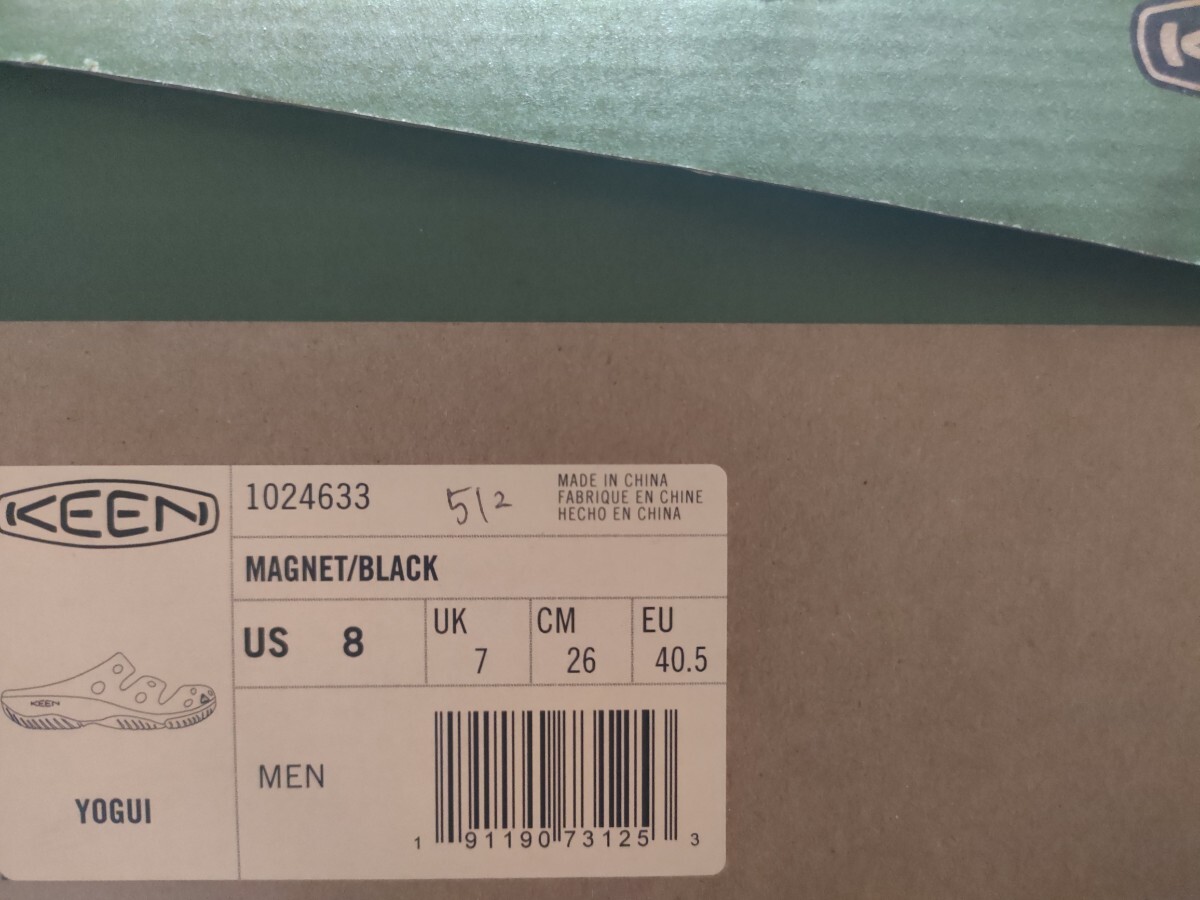 KEEN
1024633
512
MADE IN CHINA
FABRIQUE EN CHINE
HECHO EN CHINA
MAGNET/BLACK
US 8
UK 7
CM 26
EU 40.5
KEEN
YOGUI
MEN
1 91190 73125 3